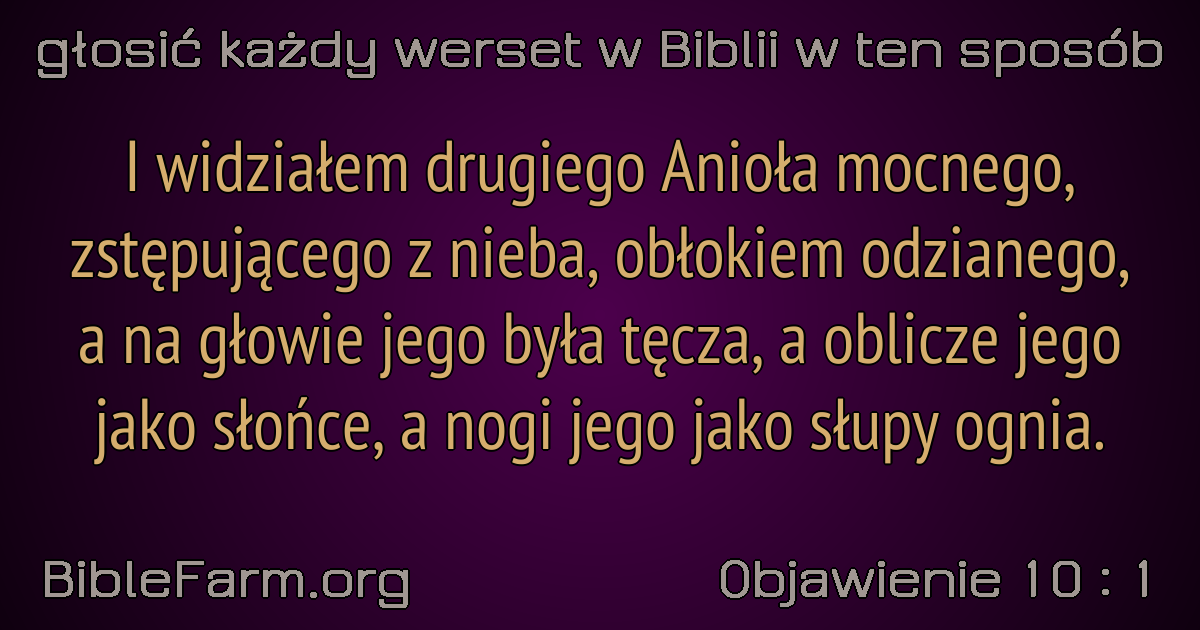 głosić każdy werset w Biblii w ten sposób
I widziałem drugiego Anioła mocnego,
zstępującego z nieba, obłokiem odzianego,
a na głowie jego była tęcza, a oblicze jego
jako słońce, a nogi jego jako słupy ognia.
BibleFarm.org
Objawienie 10 : 1